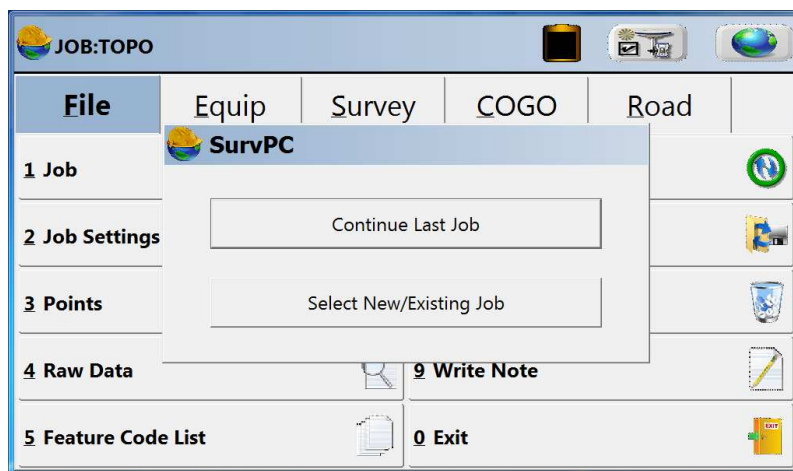 JOB:TOPO
File Equip Survey COGO Road
SurvPC
1 Job
Continue Last Job
2 Job Settings
Select New/Existing Job
3 Points
4 Raw Data 9 Write Note
5 Feature Code List 0 Exit
EXIT